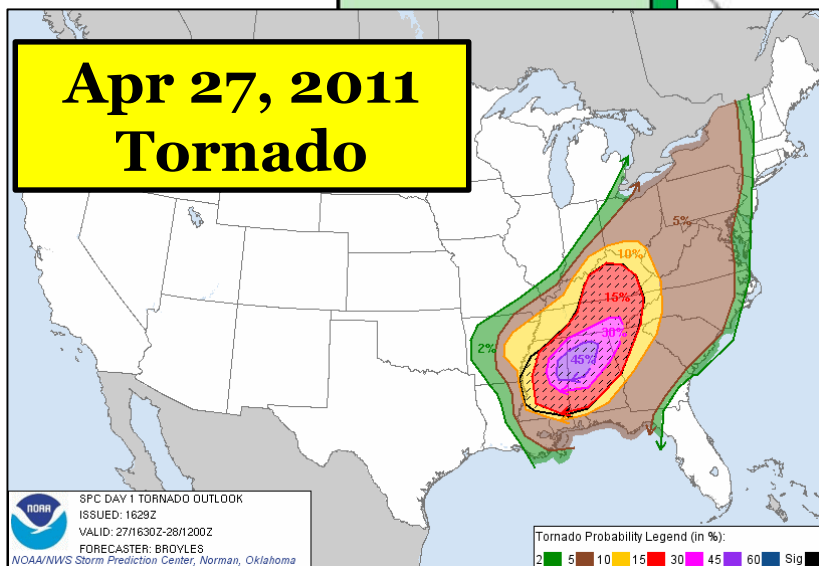 Apr 27, 2011
Tornado
5%
10%
15%
30%
2%
45%
NOAA
SPC DAY 1 TORNADO OUTLOOK
ISSUED: 1629Z
VALID: 27/1630Z-28/1200Z
FORECASTER: BROYLES
NOAA/NWS Storm Prediction Center, Norman, Oklahoma
Tornado Probability Legend (in %):
2 5 10 15 30 45 60 Sig